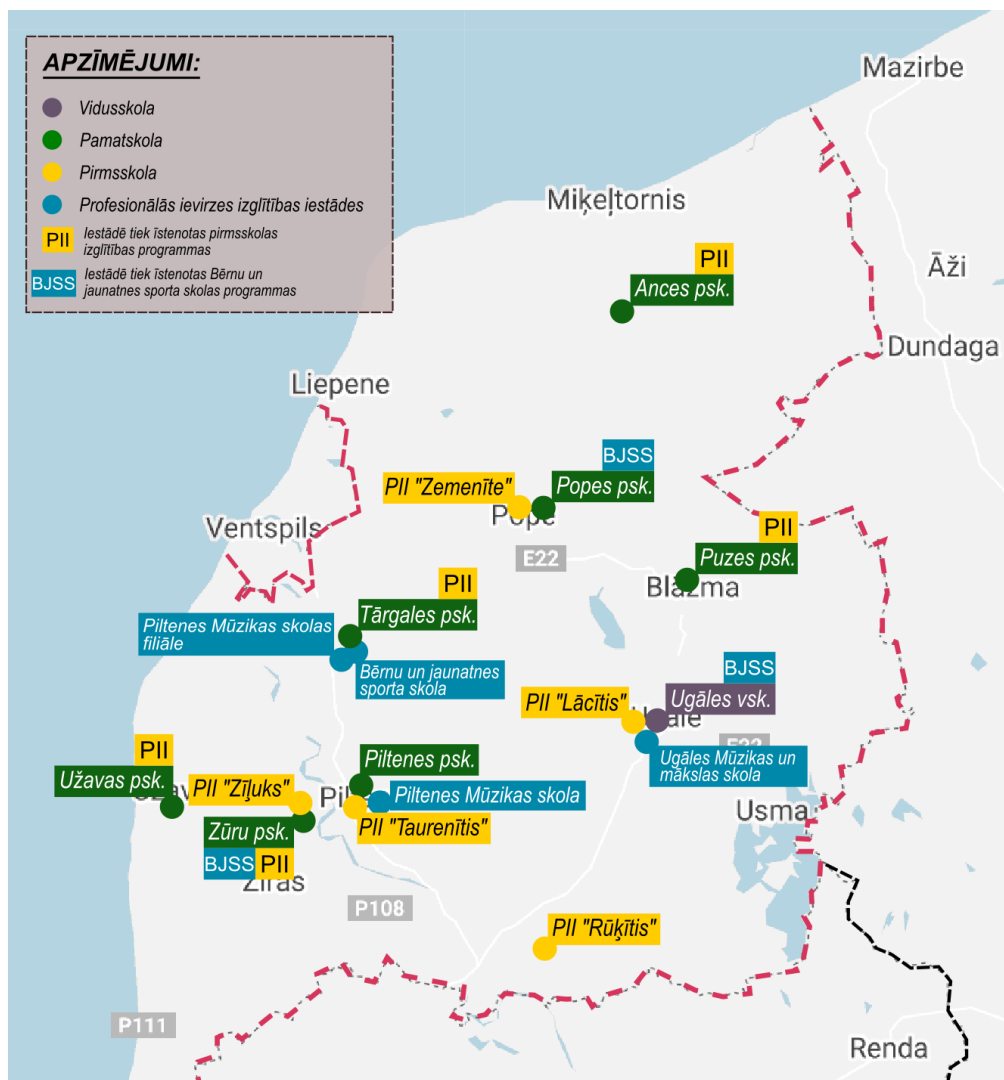 APZĪMĒJUMI:
Vidusskola
Pamatskola
Pirmsskola
Profesionālās ievirzes izglītības iestādes
PII
Iestādē tiek īstenotas pirmsskolas
izglītības programmas
BJSS
Iestādē tiek īstenotas Bērnu un
jaunatnes sporta skolas programmas
Mazirbe
Miķeļtornis
PII
Āži
Ances psk.
Dundaga
Liepene
BJSS
PII "Zemenīte"
Popes psk.
Pope
Ventspils
PII
E22
Puzes psk.
Blāzma
PII
Tārgales psk.
Piltenes Mūzikas skolas
filiāle
Bērnu un jaunatnes
sporta skola
BJSS
PII "Lācītis"
Ugāles vsk.
PII
Užavas psk.
Piltenes psk.
Ugāles Mūzikas un
mākslas skola
PII "Zīļuks"
Piltenes Mūzikas skola
Usma
Zūru psk.
PII "Taurenītis"
BJSS
PII
Ziras
P108
PII "Rūķītis"
P111
Renda